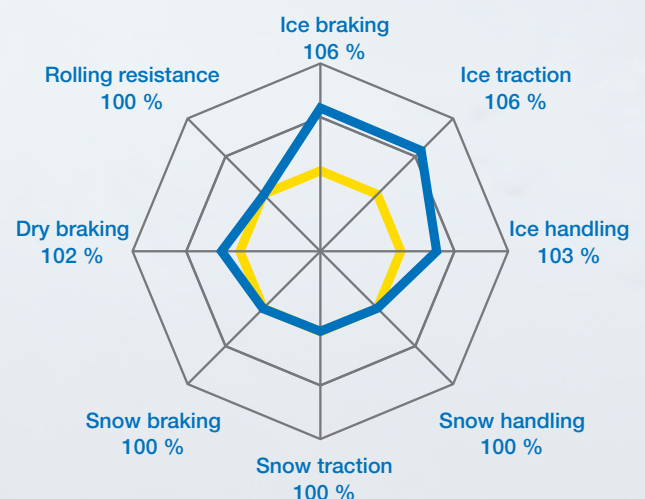 Ice braking
106 %
Rolling resistance
100 %
Ice traction
106 %
Dry braking
102 %
Ice handling
103 %
Snow braking
100 %
Snow handling
100 %
Snow traction
100 %